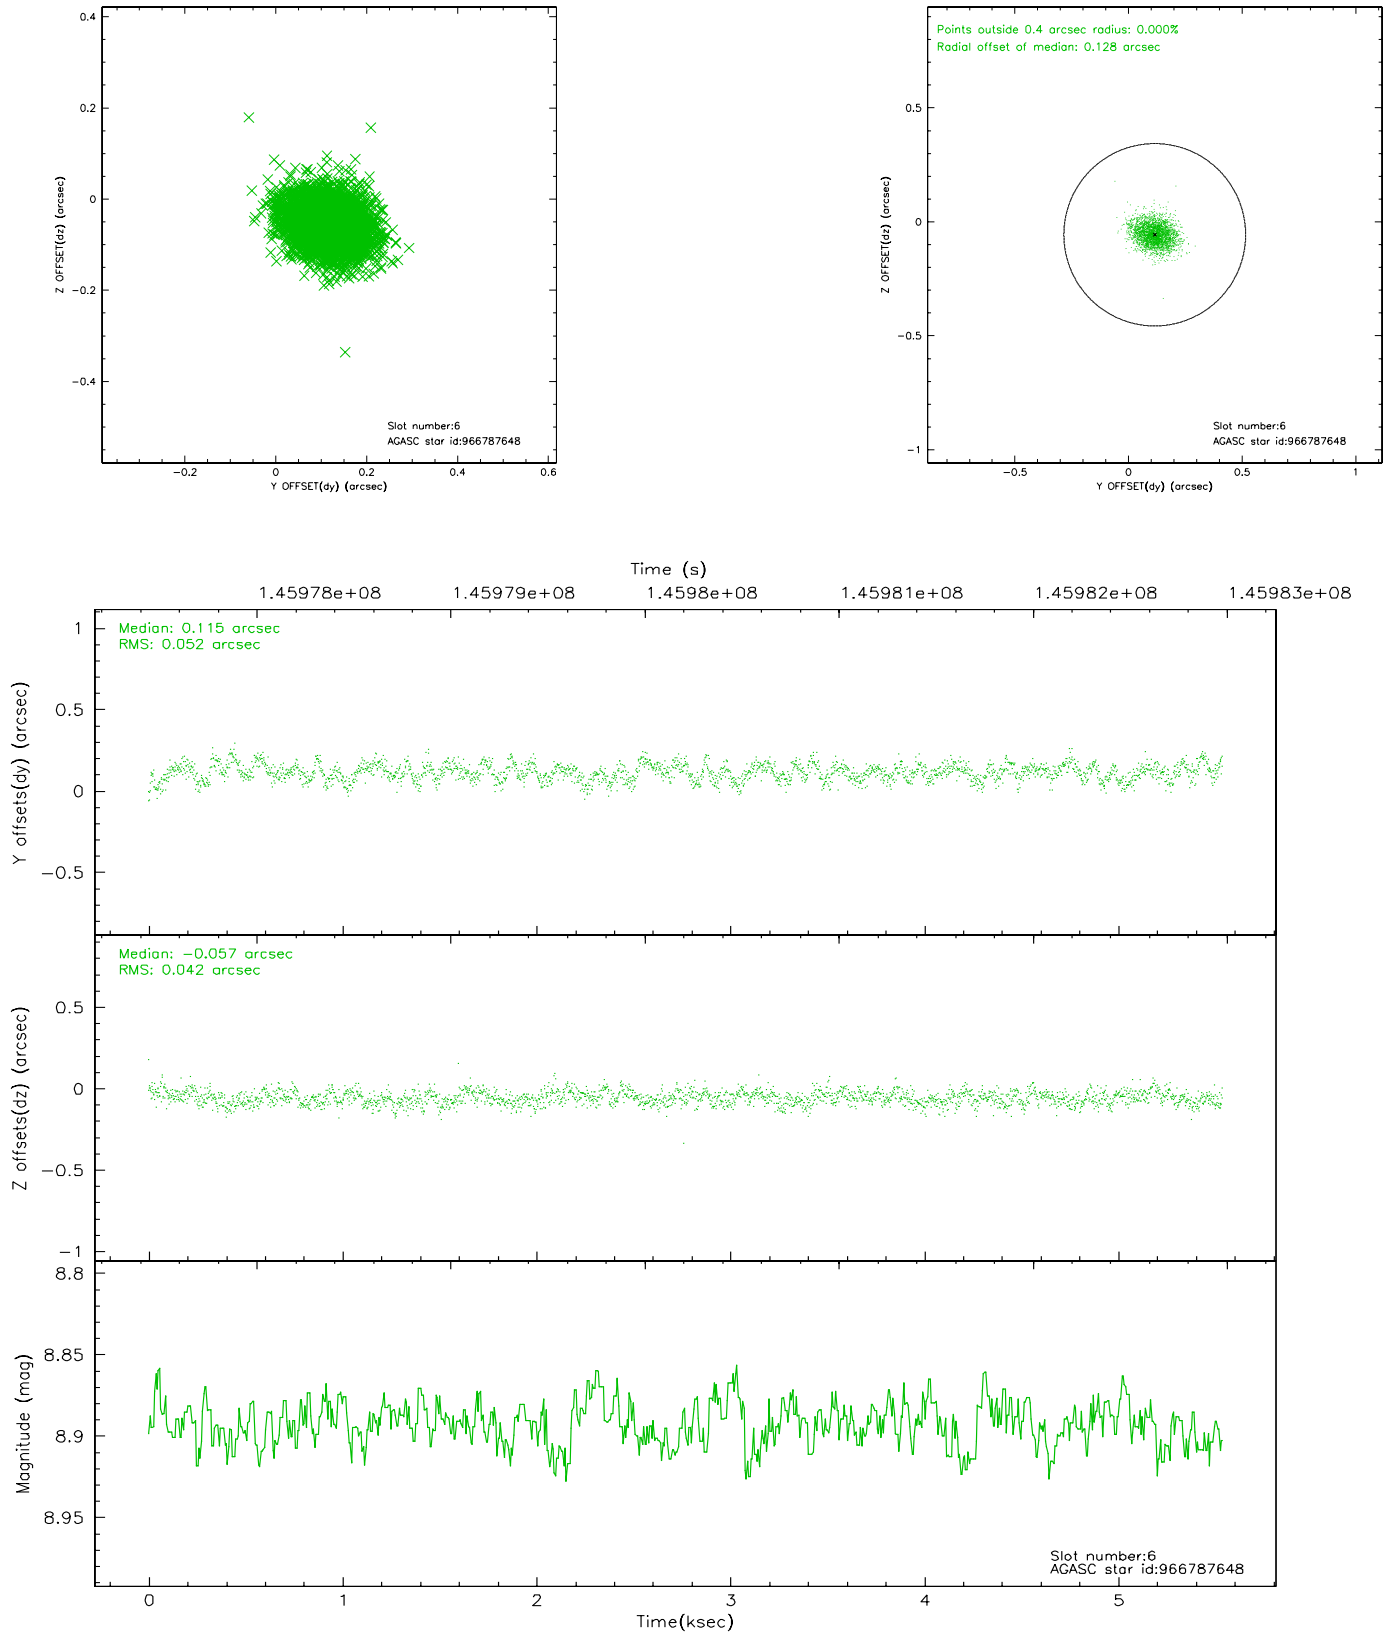 0.4
0.2
0
-0.2
-0.4
Z OFFSET(dz) (arcsec)
Slot number:6
AGASC star id:966787648
-0.2 0 0.2 0.4 0.6
Y OFFSET(dy) (arcsec)
Points outside 0.4 arcsec radius: 0.000%
Radial offset of median: 0.128 arcsec
0.5
0
-0.5
-1
Z OFFSET(dz) (arcsec)
Slot number:6
AGASC star id:966787648
-0.5 0 0.5 1
Y OFFSET(dy) (arcsec)
Time (s)
1.45978e+08 1.45979e+08 1.4598e+08 1.45981e+08 1.45982e+08 1.45983e+08
Median: 0.115 arcsec
RMS: 0.052 arcsec
1
0.5
0
-0.5
Y offsets(dy) (arcsec)
Median: -0.057 arcsec
RMS: 0.042 arcsec
0.5
0
-0.5
-1
Z offsets(dz) (arcsec)
8.8
8.85
8.9
8.95
Magnitude (mag)
Slot number:6
AGASC star id:966787648
0 1 2 3 4 5
Time(ksec)